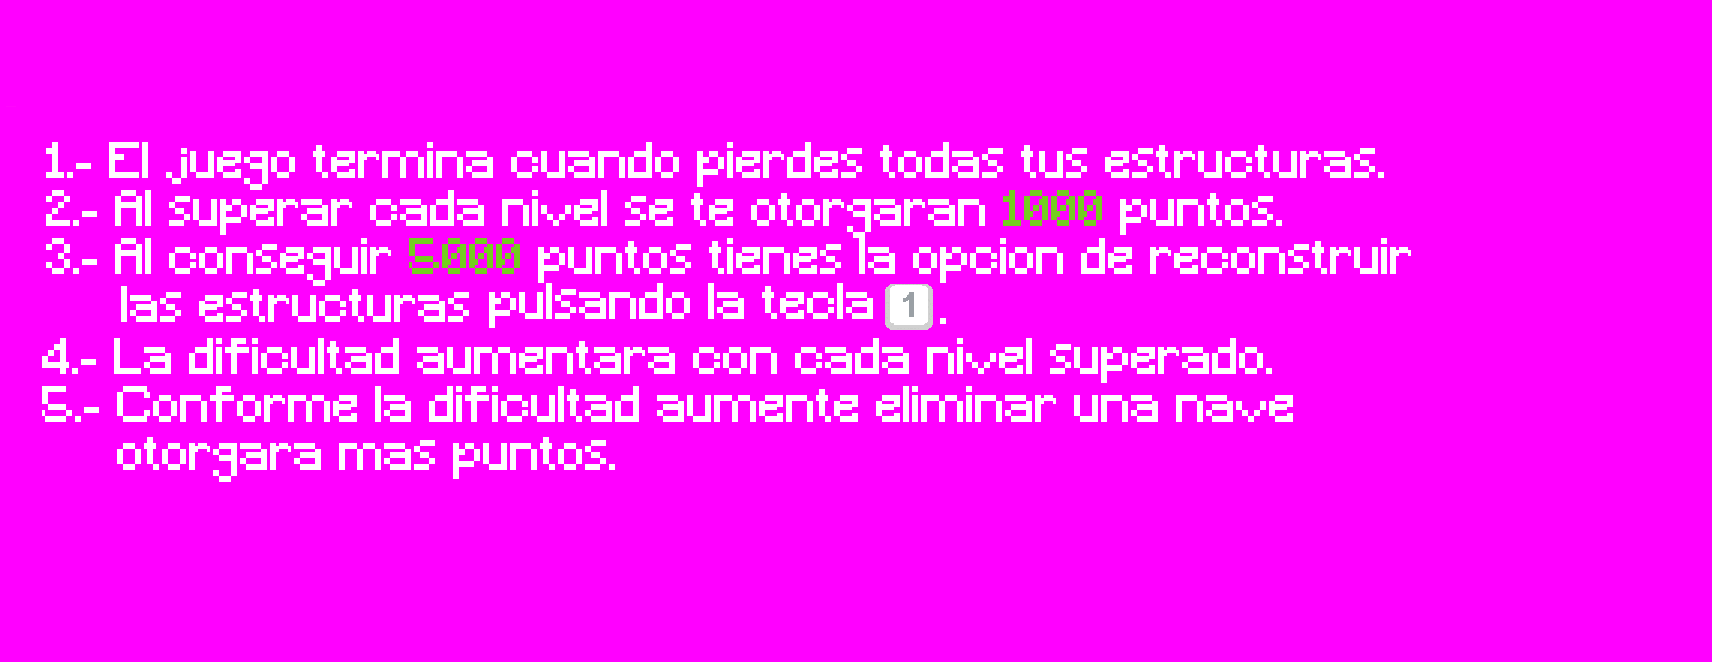 1.- El juego termina cuando pierdes todas tus estructuras.
2.- Al superar cada nivel se te otorgaran 1000 puntos.
3.- Al conseguir 5000 puntos tienes la opcion de reconstruir
las estructuras pulsando la tecla 1.
4.- La dificultad aumentara con cada nivel superado.
5.- Conforme la dificultad aumente eliminar una nave
otorgara mas puntos.